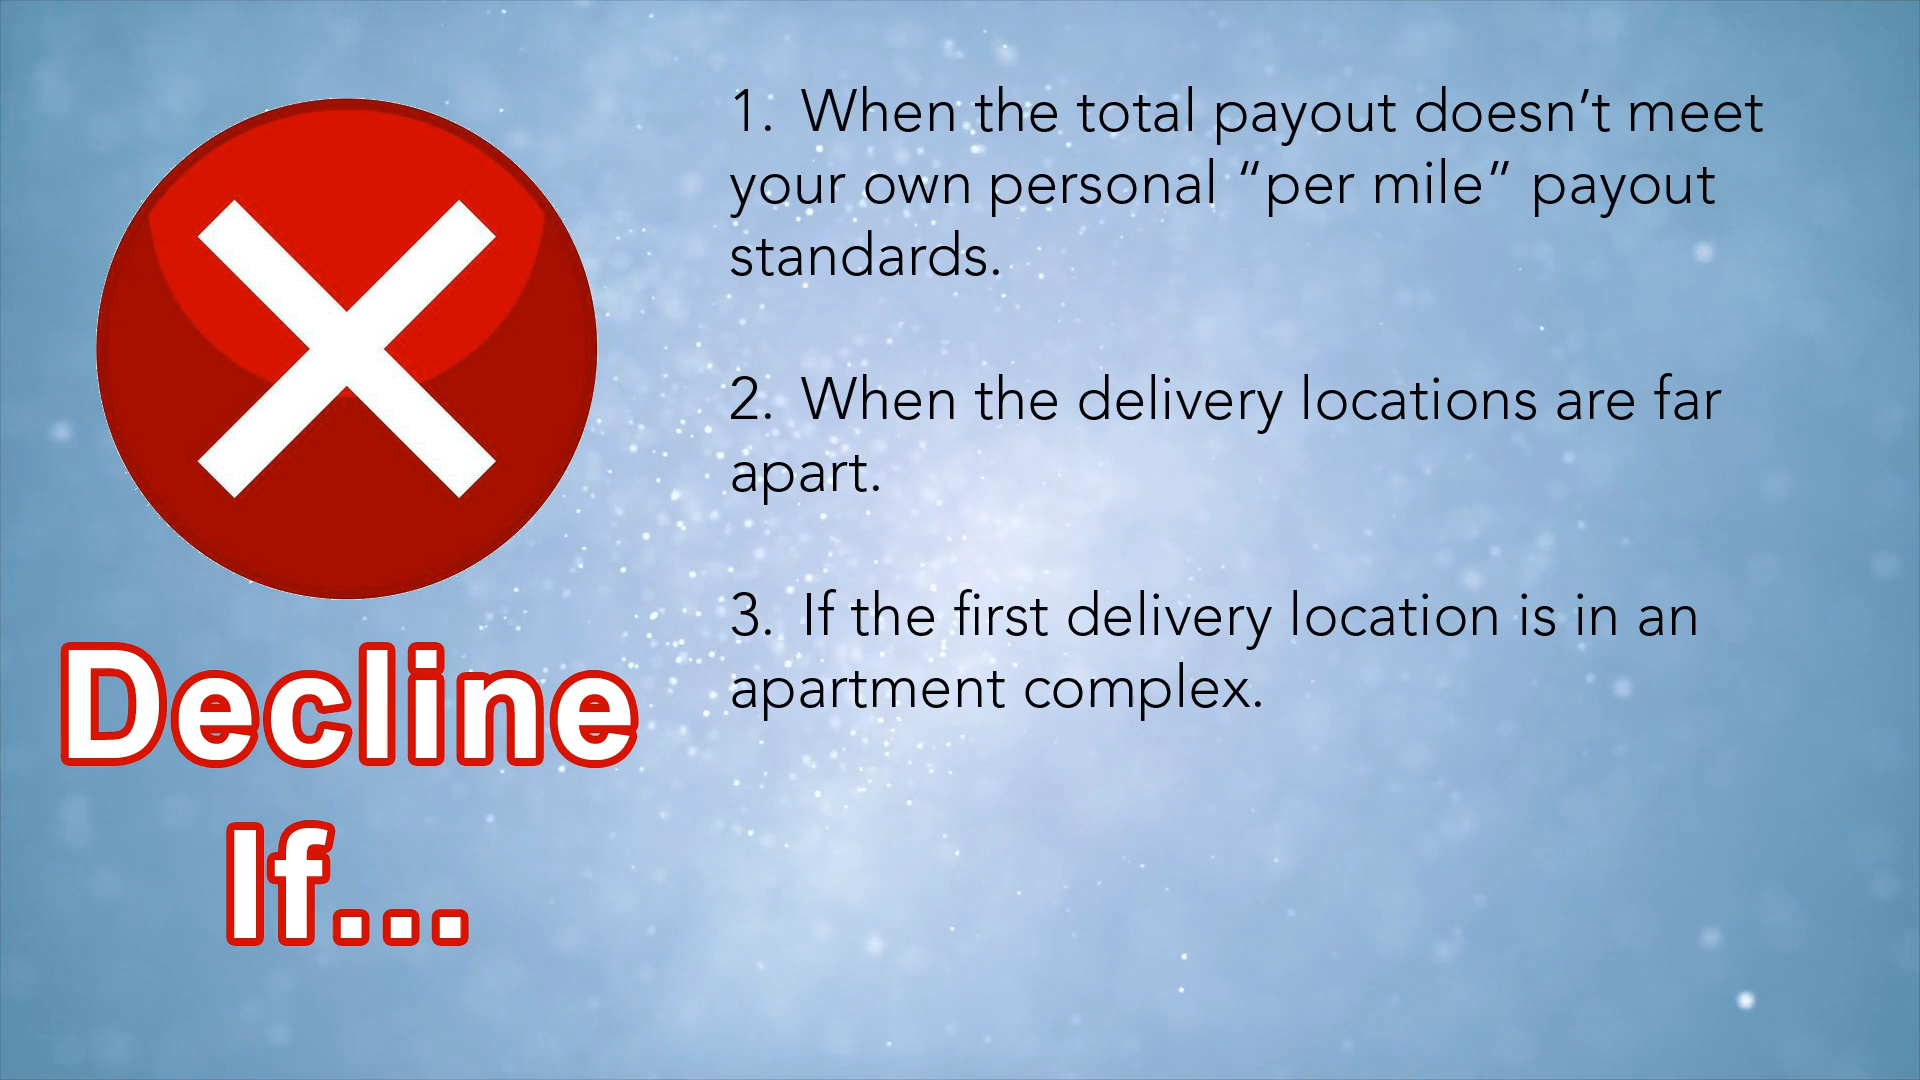 1. When the total payout doesn’t meet
your own personal “per mile” payout
standards.
2. When the delivery locations are far
apart.
3. If the first delivery location is in an
apartment complex.
Decline
If...